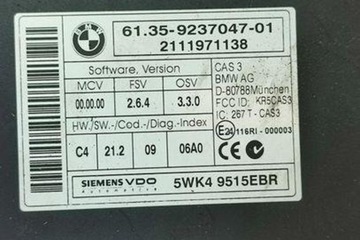 BMW
61.35-9237047-01
2111971138
Software, Version
MCV FSV OSV
00.00.00 2.6.4 3.3.0
HW./SW.-/Cod.-/Diag.-Index
C4 21.2 09 06A0
CAS 3
BMW AG
D-80788München
FCC ID: KR5CAS3
IC: 267 T - CAS3
E24 116RI - 000003
CE
SIEMENS VDO
Automotive
5WK4 9515EBR